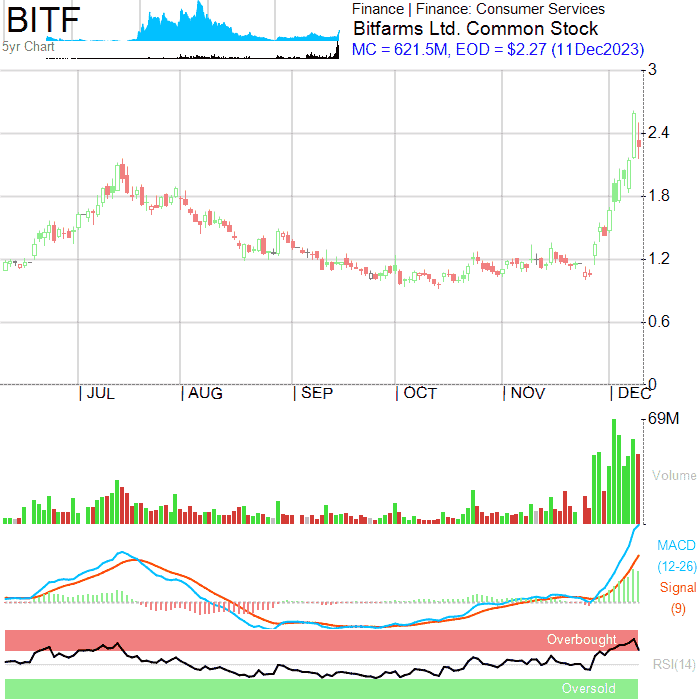 BITF
5yr Chart
Finance | Finance: Consumer Services
Bitfarms Ltd. Common Stock
MC = 621.5M, EOD = $2.27 (11Dec2023)
3
2.4
1.8
1.2
0.6
0
| JUL | AUG | SEP | OCT | NOV | DEC
69M
Volume
MACD
(12-26)
Signal
(9)
Overbought
RSI(14)
Oversold